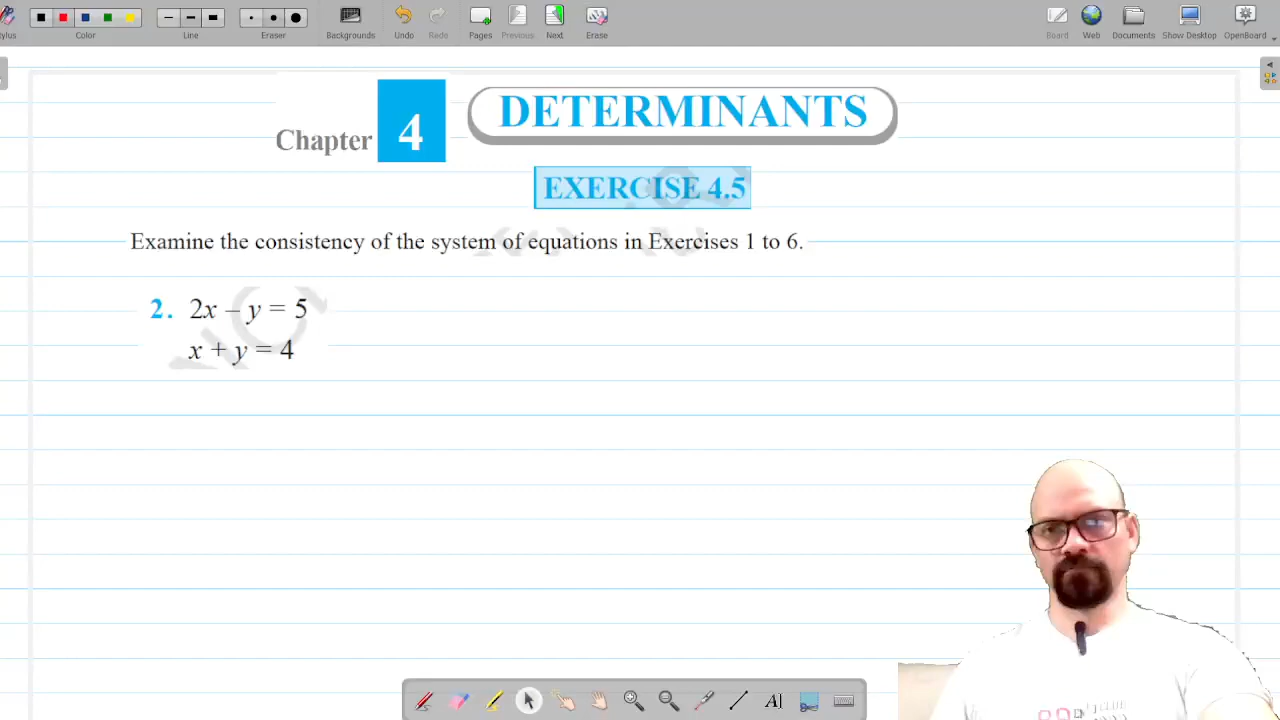 tylus
Color
Line
Eraser
Backgrounds
Undo
Redo
Pages
Previous
Next
Erase
Board
Web
Documents
Show Desktop
OpenBoard
Chapter 4 DETERMINANTS
EXERCISE 4.5
Examine the consistency of the system of equations in Exercises 1 to 6.
2. 2x – y = 5
x + y = 4